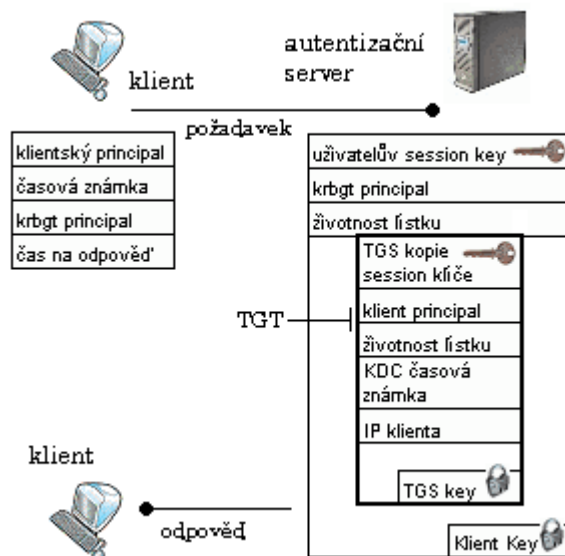 klient
autentizační
server
požadavek
klientský principal
časová známka
krbgt principal
čas na odpověď
uživatelův session key
krbgt principal
životnost lístku
TGS kopie
session klíče
klient principal
životnost lístku
KDC časová
známka
IP klienta
TGS key
Klient Key
TGT
klient
odpověd